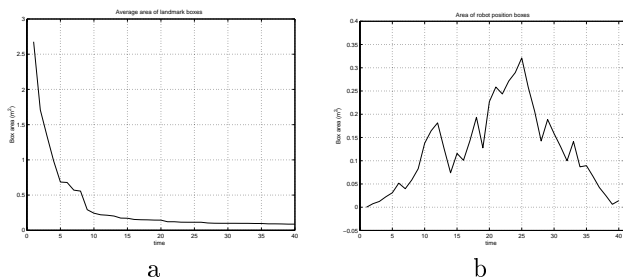 Average area of landmark boxes
3
2.5
2
1.5
1
0.5
0
Box area (m²)
0 5 10 15 20 25 30 35 40
time
a
Area of robot position boxes
0.4
0.35
0.3
0.25
0.2
0.15
0.1
0.05
0
−0.05
Box area (m²)
0 5 10 15 20 25 30 35 40
time
b